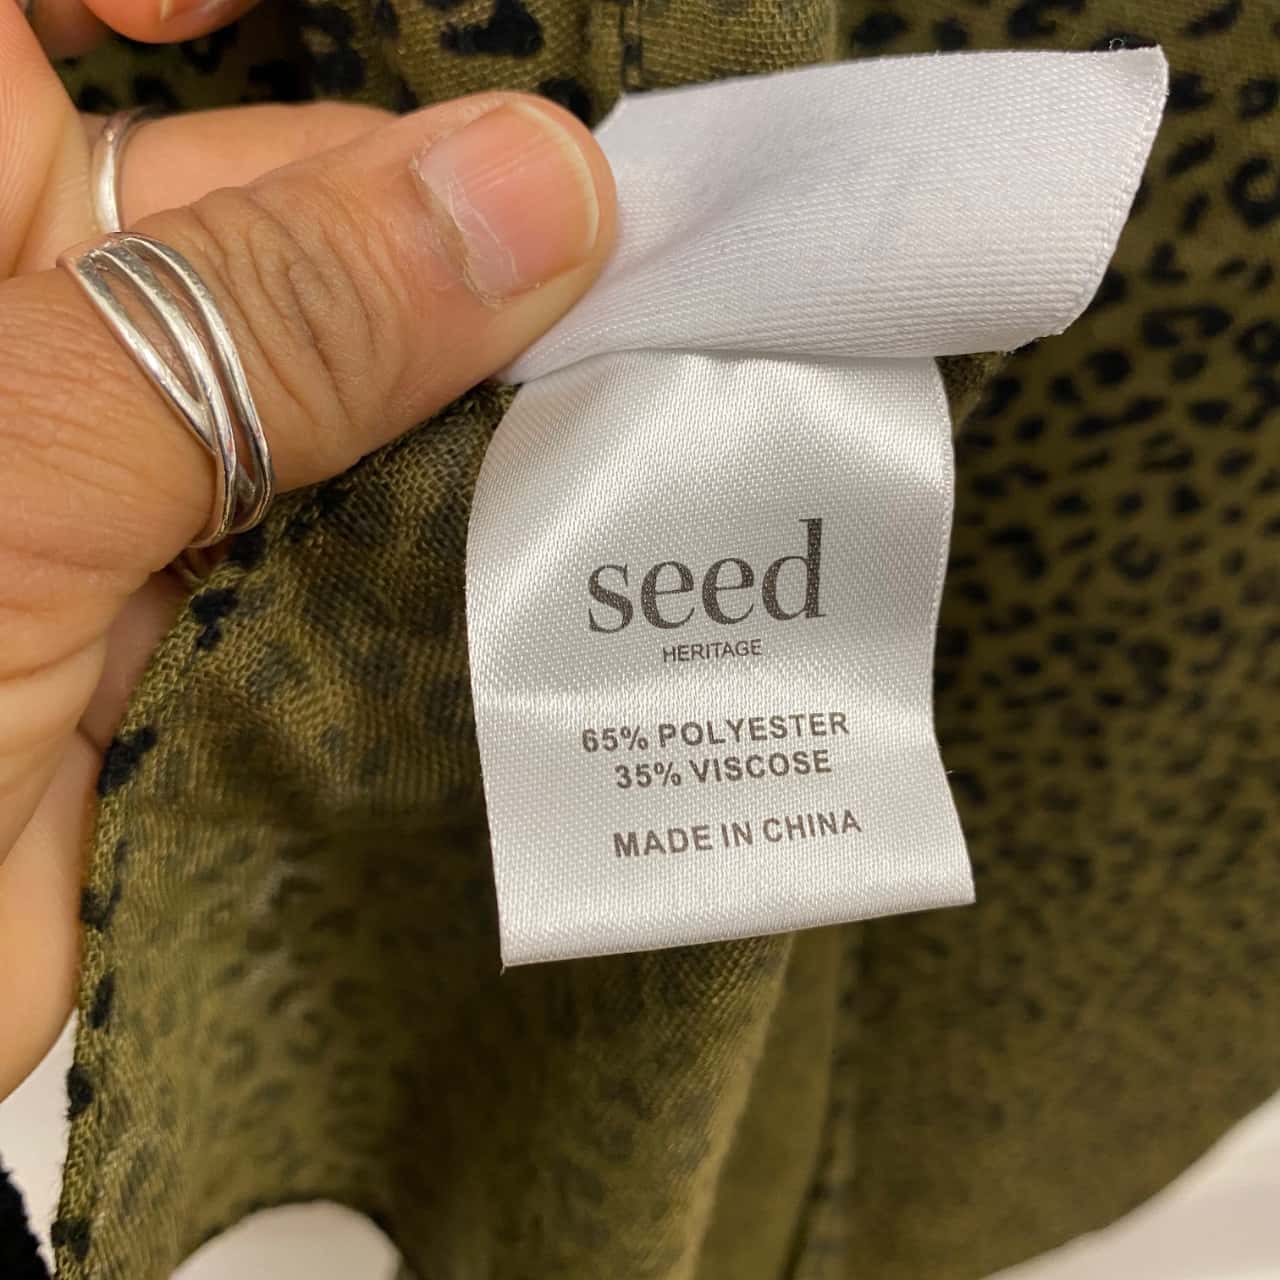 seed
HERITAGE
65% POLYESTER
35% VISCOSE
MADE IN CHINA